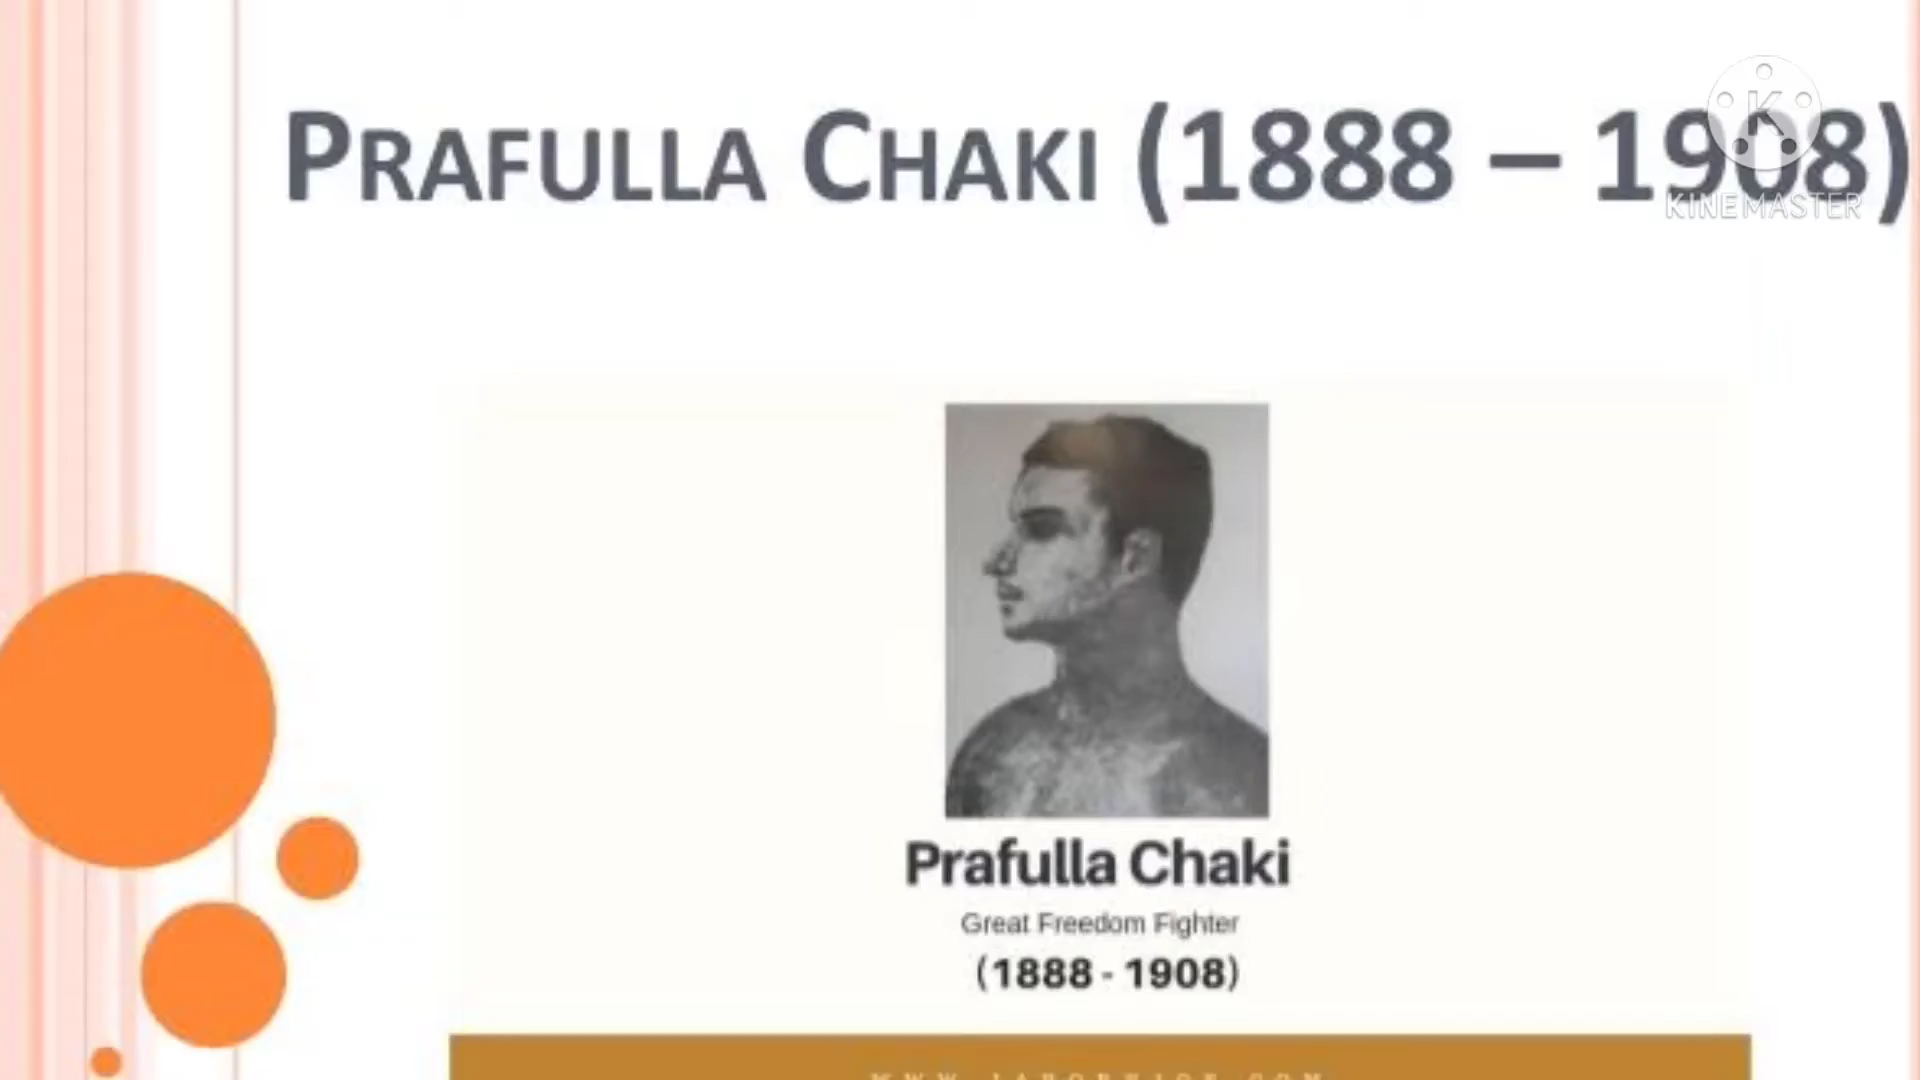 PRAFULLA CHAKI (1888 – 1908)
K
KINEMASTER
Prafulla Chaki
Great Freedom Fighter
(1888 - 1908)